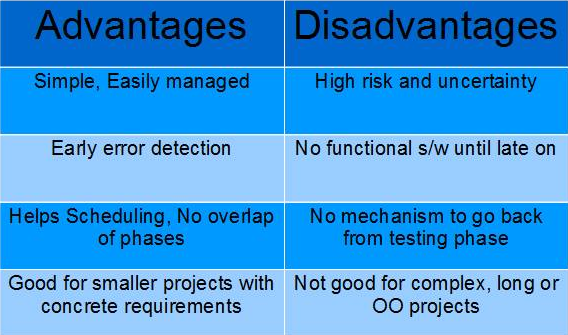 Advantages Disadvantages
Simple, Easily managed
High risk and uncertainty
Early error detection
No functional s/w until late on
Helps Scheduling, No overlap
of phases
No mechanism to go back
from testing phase
Good for smaller projects with
concrete requirements
Not good for complex, long or
OO projects